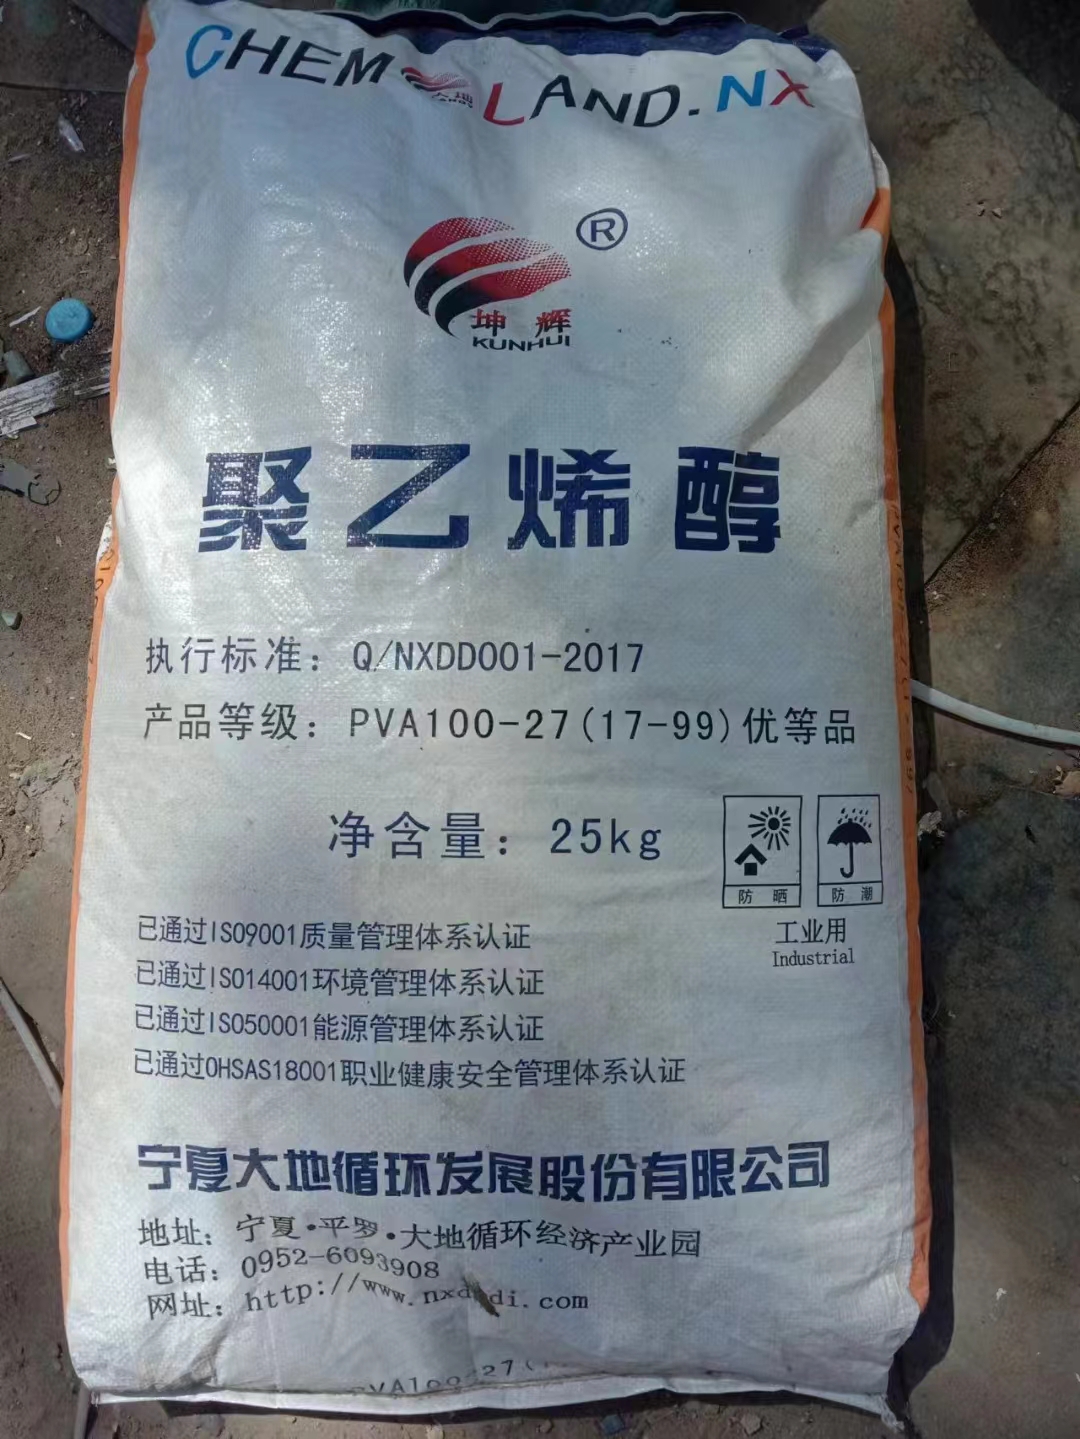 CHEM LAND.NX
®
坤辉
KUNHUI
聚乙烯醇
执行标准：Q/NXDD001-2017
产品等级：PVA100-27(17-99)优等品
净含量：25kg
防晒 防潮
工业用
Industrial
已通过ISO9001质量管理体系认证
已通过ISO14001环境管理体系认证
已通过ISO50001能源管理体系认证
已通过OHSAS18001职业健康安全管理体系认证
宁夏大地循环发展股份有限公司
地址：宁夏·平罗·大地循环经济产业园
电话：0952-6093908
网址：